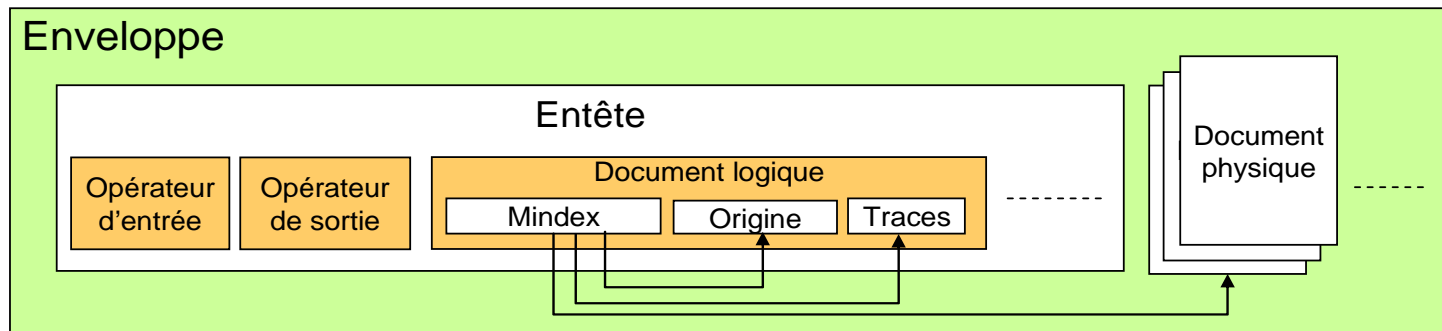 Enveloppe
Entête
Opérateur
d’entrée
Opérateur
de sortie
Document logique
Mindex
Origine
Traces
Document
physique